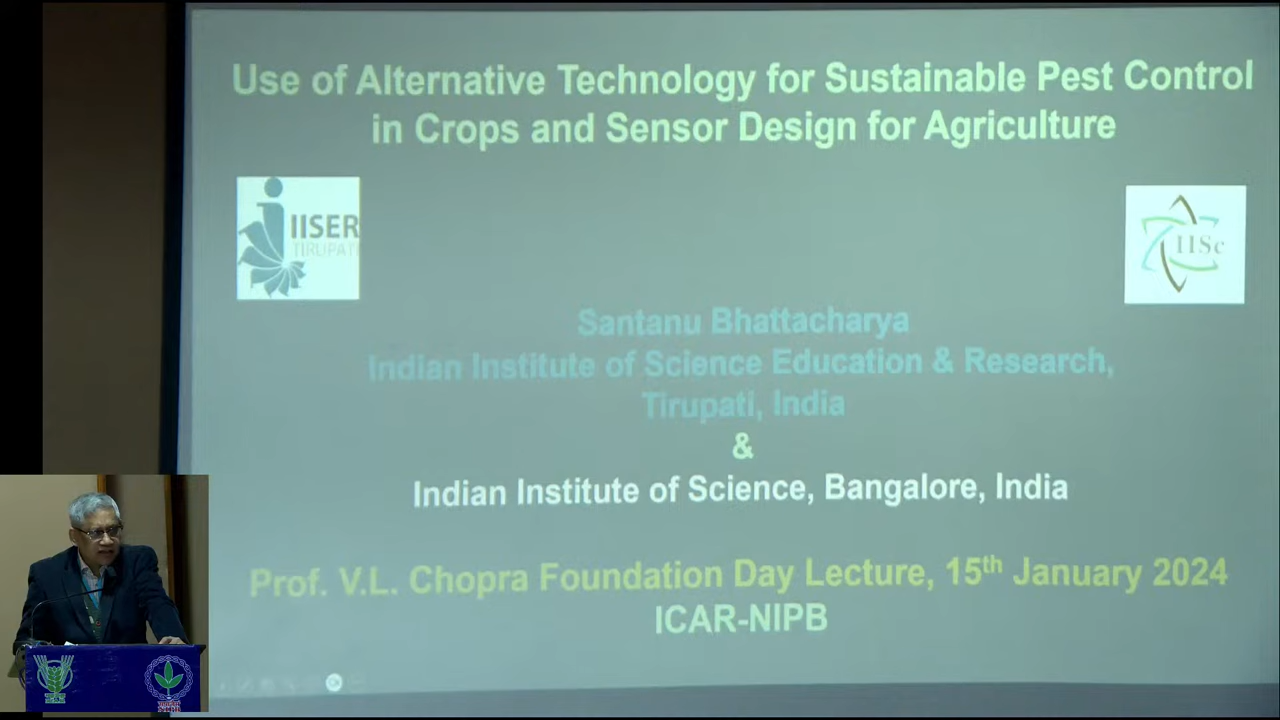 Use of Alternative Technology for Sustainable Pest Control
in Crops and Sensor Design for Agriculture
IISER
TIRUPATI
IISc
Santanu Bhattacharya
Indian Institute of Science Education & Research,
Tirupati, India
&
Indian Institute of Science, Bangalore, India
Prof. V.L. Chopra Foundation Day Lecture, 15th January 2024
ICAR-NIPB